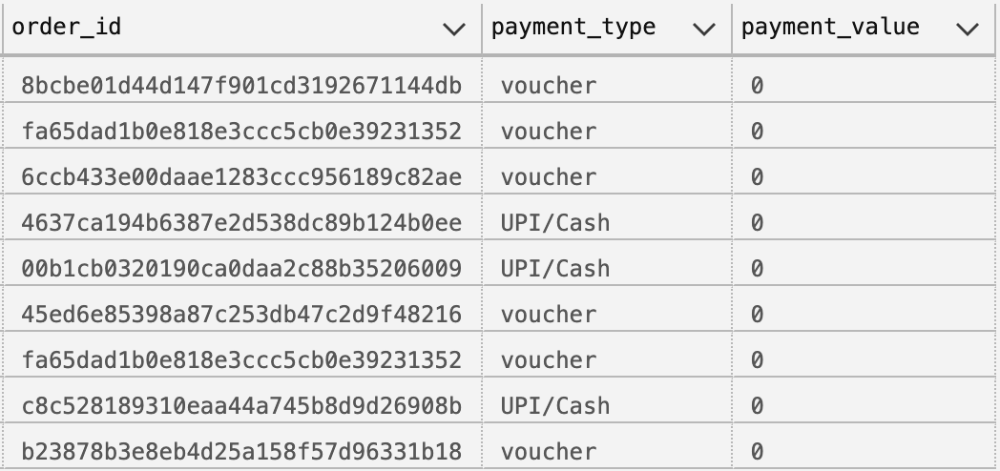 order_id payment_type payment_value
8bcbe01d44d147f901cd3192671144db voucher 0
fa65dad1b0e818e3ccc5cb0e39231352 voucher 0
6ccb433e00daae1283ccc956189c82ae voucher 0
4637ca194b6387e2d538dc89b124b0ee UPI/Cash 0
00b1cb0320190ca0daa2c88b35206009 UPI/Cash 0
45ed6e85398a87c253db47c2d9f48216 voucher 0
fa65dad1b0e818e3ccc5cb0e39231352 voucher 0
c8c528189310eaa44a745b8d9d26908b UPI/Cash 0
b23878b3e8eb4d25a158f57d96331b18 voucher 0